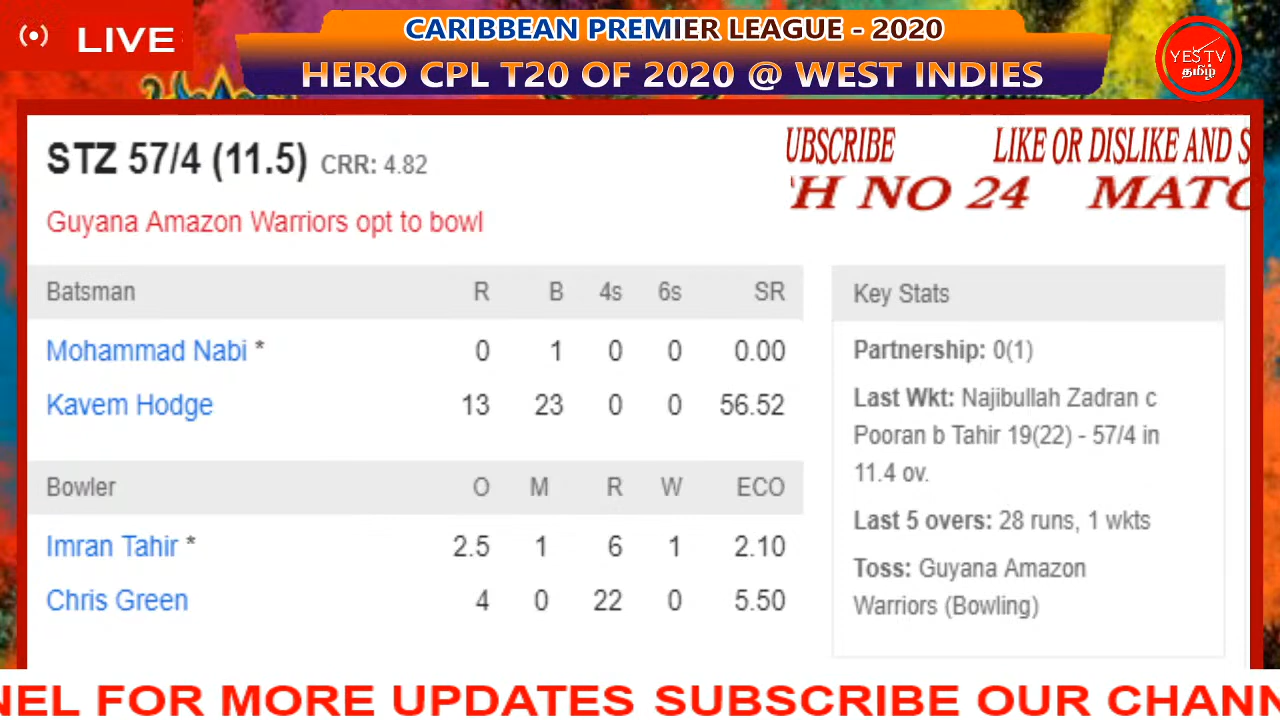 LIVE
CARIBBEAN PREMIER LEAGUE - 2020
HERO CPL T20 OF 2020 @ WEST INDIES
YES TV
தமிழ்
STZ 57/4 (11.5) CRR: 4.82
UBSCRIBE LIKE OR DISLIKE AND S
H NO 24 MATC
Guyana Amazon Warriors opt to bowl
Batsman R B 4s 6s SR
Mohammad Nabi * 0 1 0 0 0.00
Kavem Hodge 13 23 0 0 56.52
Bowler O M R W ECO
Imran Tahir * 2.5 1 6 1 2.10
Chris Green 4 0 22 0 5.50
Key Stats
Partnership: 0(1)
Last Wkt: Najibullah Zadran c
Pooran b Tahir 19(22) - 57/4 in
11.4 ov.
Last 5 overs: 28 runs, 1 wkts
Toss: Guyana Amazon
Warriors (Bowling)
NEL FOR MORE UPDATES SUBSCRIBE OUR CHANN